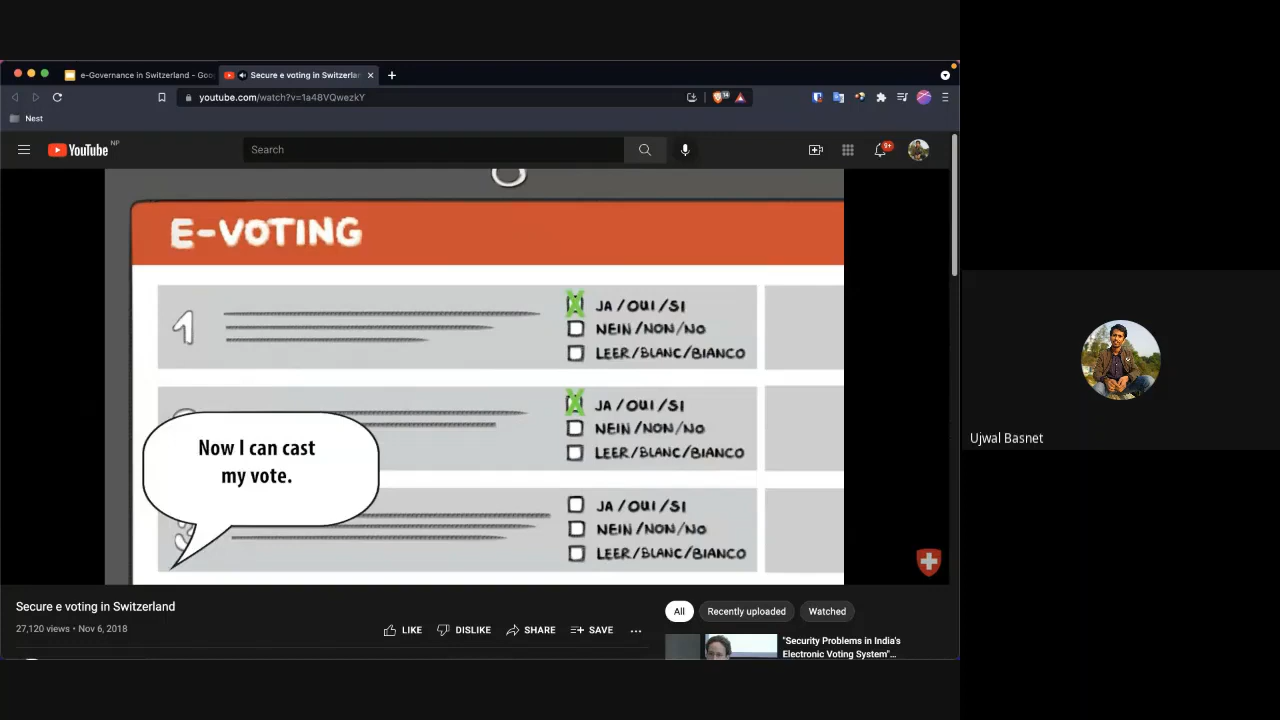 e-Governance in Switzerland - Goo
Secure e voting in Switzerlan
youtube.com/watch?v=1a48VQwezkY
14
Nest
YouTube NP
Search
9+
E-VOTING
1
JA/OUI/SI
NEIN/NON/NO
LEER/BLANC/BIANCO
JA/OUI/SI
NEIN/NON/NO
LEER/BLANC/BIANCO
Now I can cast
my vote.
JA/OUI/SI
NEIN/NON/NO
LEER/BLANC/BIANCO
Secure e voting in Switzerland
27,120 views • Nov 6, 2018
LIKE
DISLIKE
SHARE
SAVE
All
Recently uploaded
Watched
"Security Problems in India's
Electronic Voting System"...
Ujwal Basnet